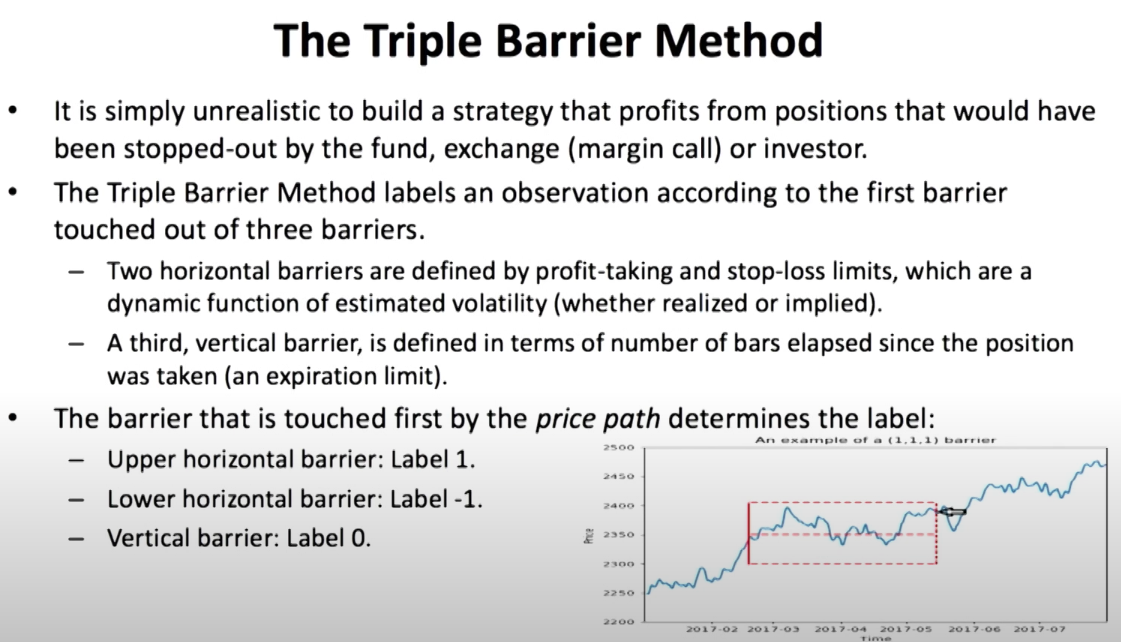 The Triple Barrier Method
• It is simply unrealistic to build a strategy that profits from positions that would have
been stopped-out by the fund, exchange (margin call) or investor.
• The Triple Barrier Method labels an observation according to the first barrier
touched out of three barriers.
– Two horizontal barriers are defined by profit-taking and stop-loss limits, which are a
dynamic function of estimated volatility (whether realized or implied).
– A third, vertical barrier, is defined in terms of number of bars elapsed since the position
was taken (an expiration limit).
• The barrier that is touched first by the price path determines the label:
– Upper horizontal barrier: Label 1.
– Lower horizontal barrier: Label -1.
– Vertical barrier: Label 0.
An example of a (1,1,1) barrier
2500
2450
2400
2350
2300
2250
2200
Price
2017-02 2017-03 2017-04 2017-05 2017-06 2017-07
Time